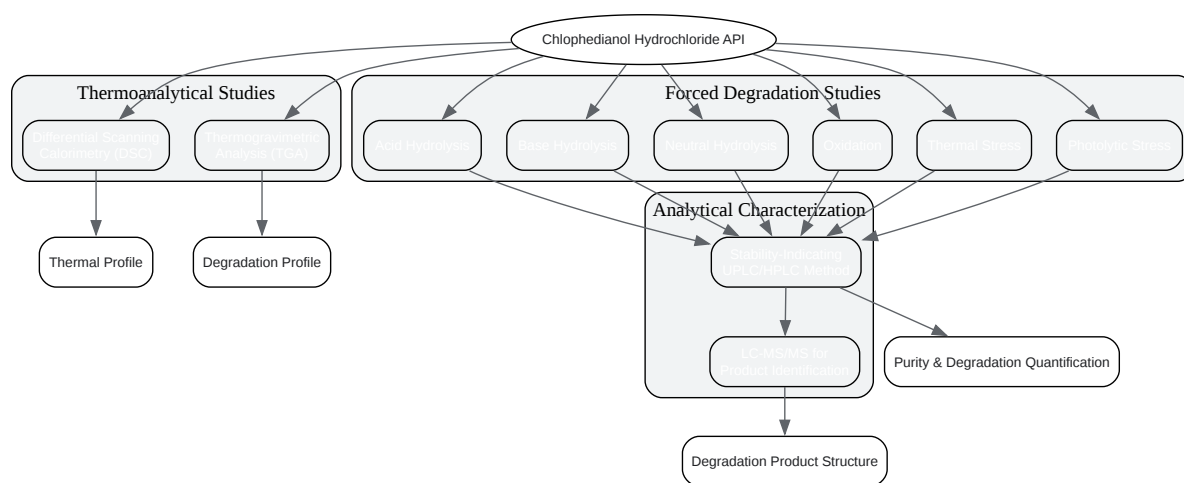 Chlophedianol Hydrochloride API
Thermoanalytical Studies
Forced Degradation Studies
Differential Scanning
Calorimetry (DSC)
Thermogravimetric
Analysis (TGA)
Acid Hydrolysis
Base Hydrolysis
Neutral Hydrolysis
Oxidation
Thermal Stress
Photolytic Stress
Analytical Characterization
Thermal Profile
Degradation Profile
Stability-Indicating
UPLC/HPLC Method
LC-MS/MS for
Product Identification
Purity & Degradation Quantification
Degradation Product Structure